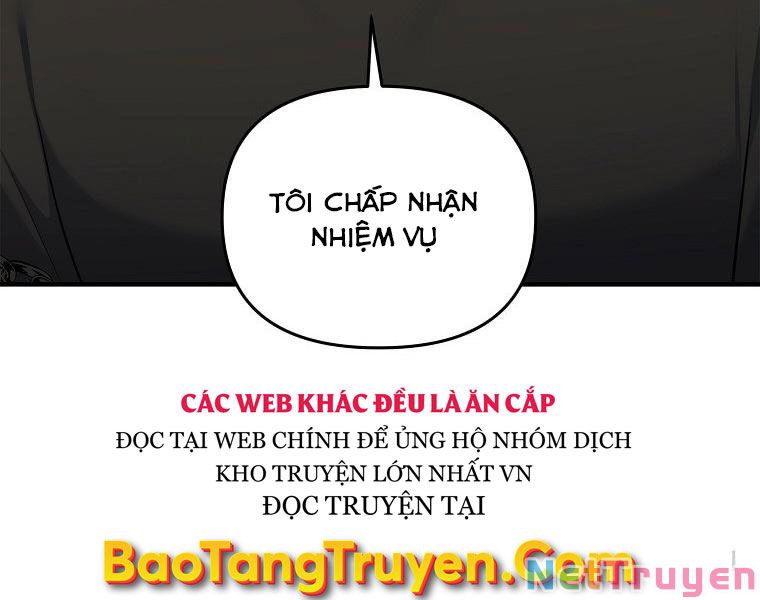 TÔI CHẤP NHẬN
NHIỆM VỤ
CÁC WEB KHÁC ĐỀU LÀ ĂN CẮP
ĐỌC TẠI WEB CHÍNH ĐỂ ỦNG HỘ NHÓM DỊCH
KHO TRUYỆN LỚN NHẤT VN
ĐỌC TRUYỆN TẠI
BaoTangTruyen.Com
NetTruyen